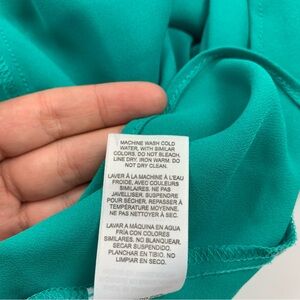 MACHINE WASH COLD
WATER, WITH SIMILAR
COLORS. DO NOT BLEACH.
LINE DRY. IRON WARM. DO
NOT DRY CLEAN.
LAVER À LA MACHINE À L'EAU
FROIDE, AVEC COULEURS
SIMILAIRES. NE PAS
JAVELLISER. SUSPENDRE
POUR SÉCHER. REPASSER À
TEMPÉRATURE MOYENNE.
NE PAS NETTOYER À SEC.
LAVAR A MÁQUINA EN AGUA
FRÍA CON COLORES
SIMILARES. NO BLANQUEAR.
SECAR SUSPENDIDO.
PLANCHAR EN TIBIO. NO
LIMPIAR EN SECO.